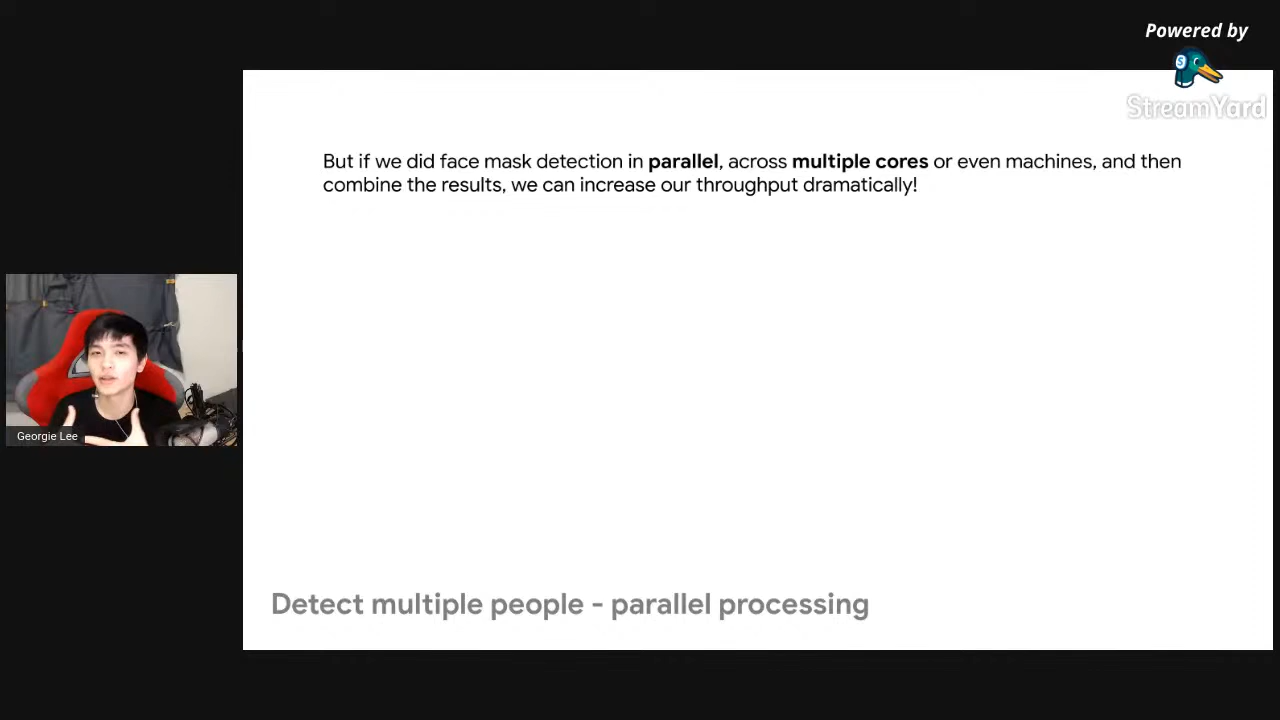 Powered by
S
StreamYard
But if we did face mask detection in parallel, across multiple cores or even machines, and then
combine the results, we can increase our throughput dramatically!
Georgie Lee
Detect multiple people - parallel processing